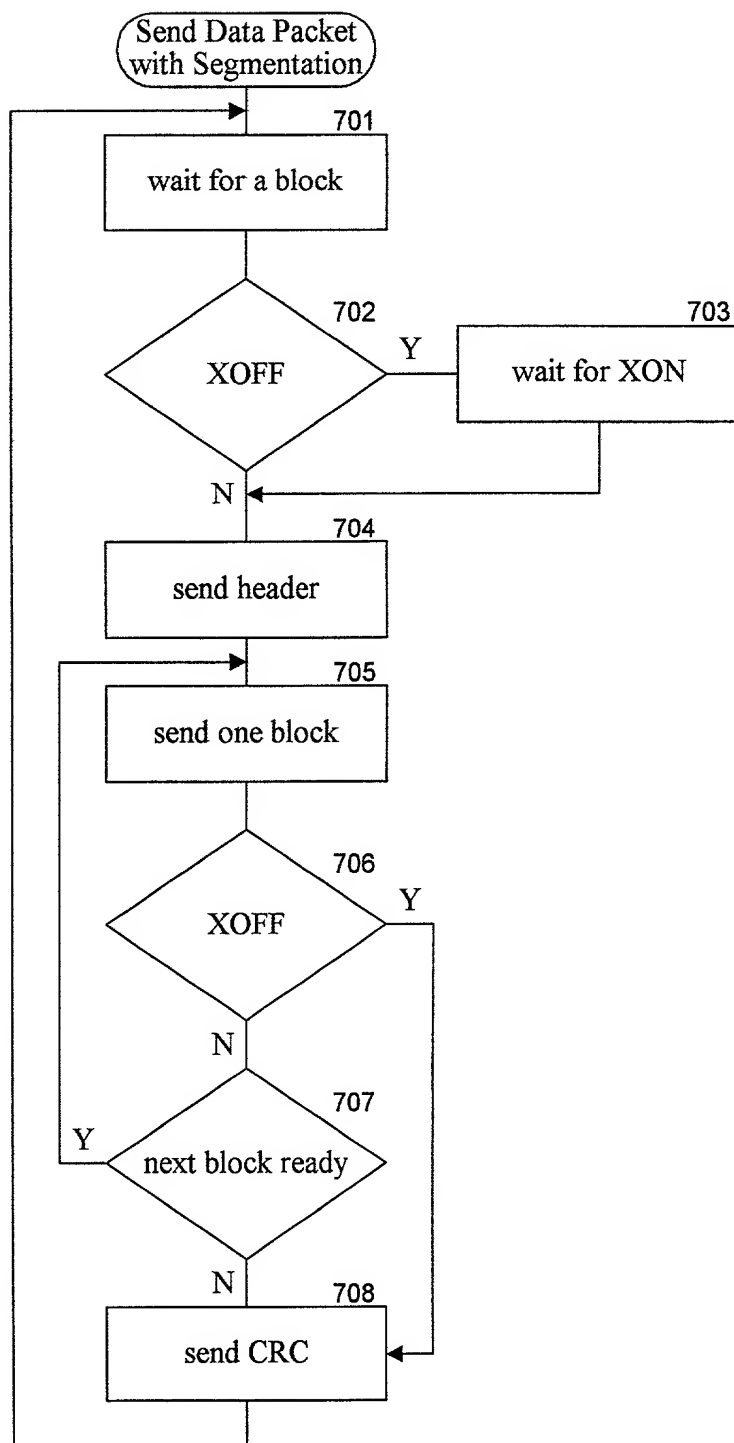 Send Data Packet
with Segmentation
701
wait for a block
702
XOFF
Y
703
wait for XON
N
704
send header
705
send one block
706
XOFF
Y
N
707
Y
next block ready
N
708
send CRC